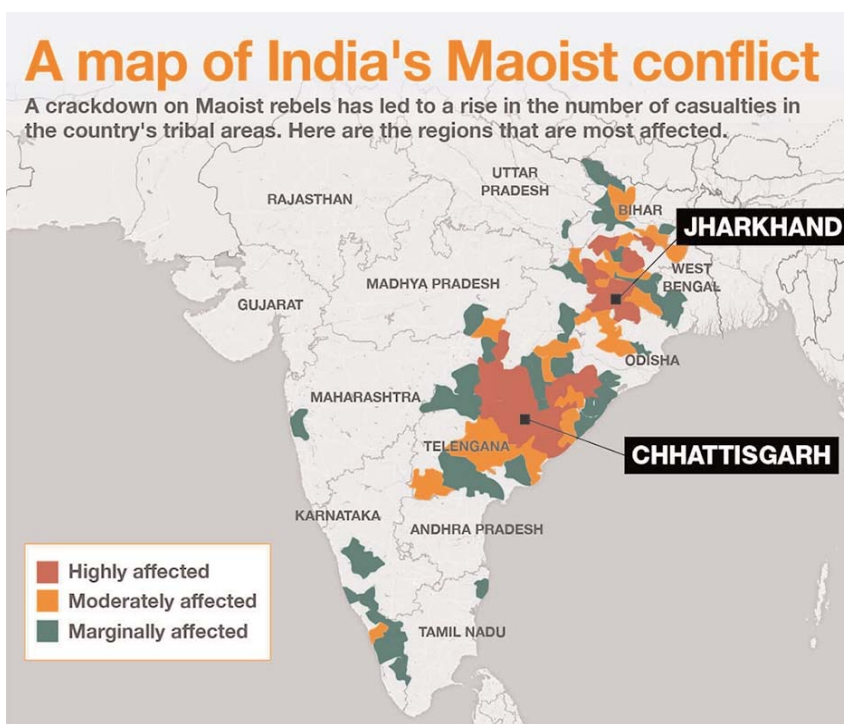 A map of India's Maoist conflict
A crackdown on Maoist rebels has led to a rise in the number of casualties in
the country's tribal areas. Here are the regions that are most affected.
UTTAR
PRADESH
RAJASTHAN
BIHAR
JHARKHAND
WEST
BENGAL
MADHYA PRADESH
GUJARAT
ODISHA
MAHARASHTRA
TELENGANA
CHHATTISGARH
KARNATAKA
ANDHRA PRADESH
Highly affected
Moderately affected
Marginally affected
TAMIL NADU